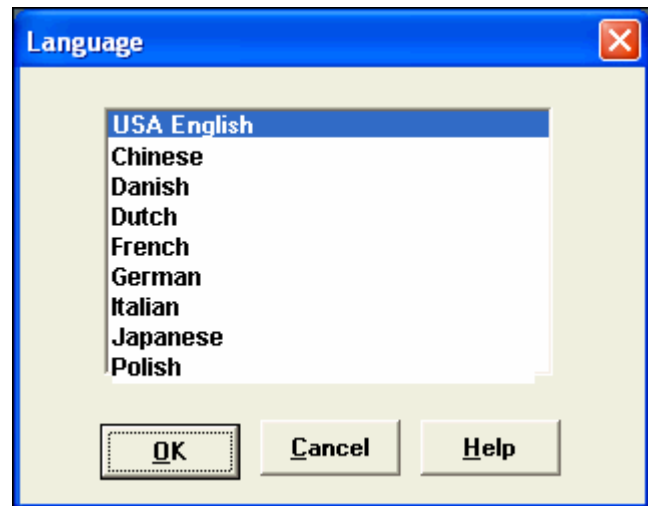 Language
USA English
Chinese
Danish
Dutch
French
German
Italian
Japanese
Polish
OK Cancel Help